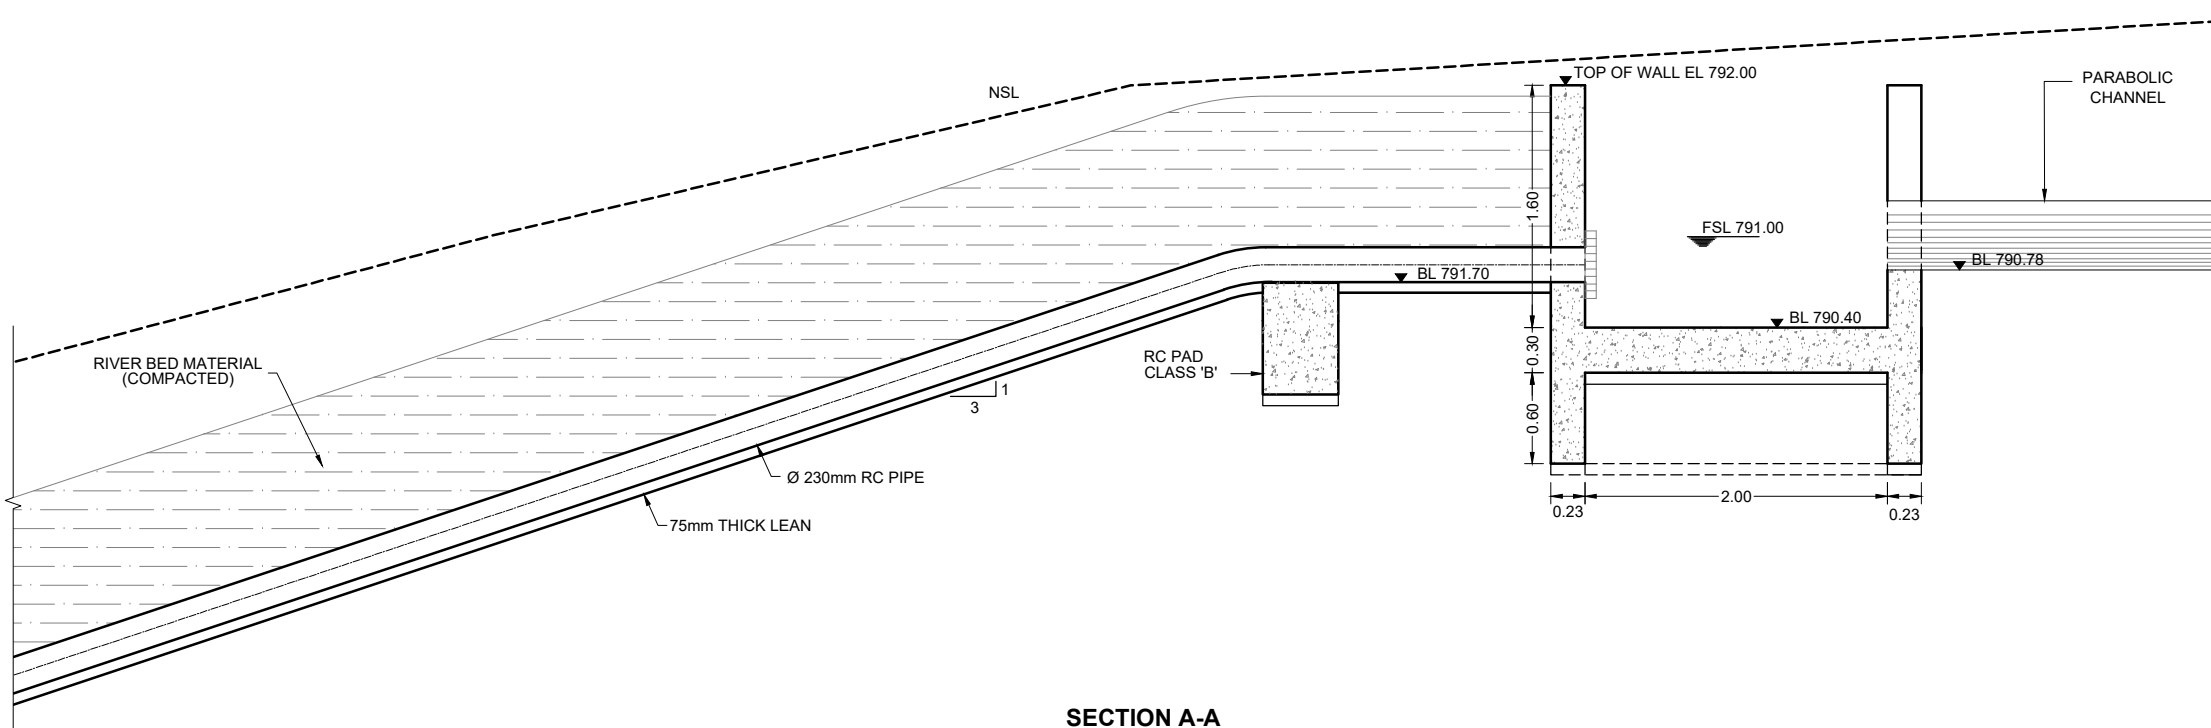 TOP OF WALL EL 792.00
PARABOLIC
CHANNEL
NSL
1.60
FSL 791.00
BL 791.70
BL 790.78
BL 790.40
RIVER BED MATERIAL
(COMPACTED)
RC PAD
CLASS 'B'
0.30
1
3
0.60
Ø 230mm RC PIPE
2.00
0.23
0.23
75mm THICK LEAN
SECTION A-A